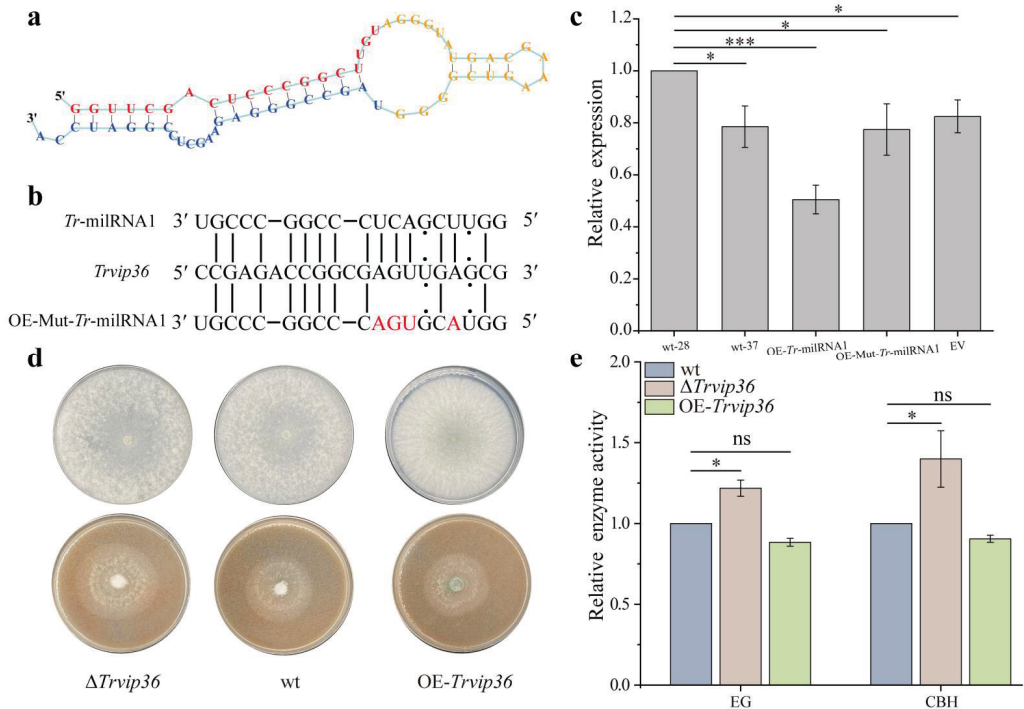 a
5'
GGUUCGACUCCCGGCUUGUAGGGUAUGACGAA
3'
b
Tr-milRNA1 3′ UGCCC-GGCC-CUCAGCUUGG 5′
Trvip36 5′ CCGAGACCGGCGAGUUGAGCG 3′
OE-Mut-Tr-milRNA1 3′ UGCCC-GGCC-CAGUGCAUGG 5′
c
Relative expression
1.2
1.0
0.8
0.6
0.4
0.2
0.0
*
*
***
*
wt-28 wt-37 OE-Tr-milRNA1 OE-Mut-Tr-milRNA1 EV
d
ΔTrvip36 wt OE-Trvip36
e
Relative enzyme activity
2.0
1.5
1.0
0.5
0.0
wt
ΔTrvip36
OE-Trvip36
ns
*
ns
*
EG CBH